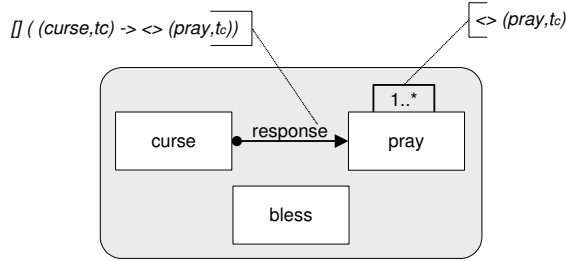 [] ( (curse,tc) -> <> (pray,tc))
<> (pray,tc)
1..*
curse
response
pray
bless